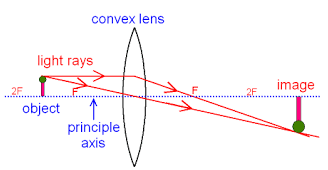 convex lens
light rays
image
2F
F
F
2F
object
principle
axis